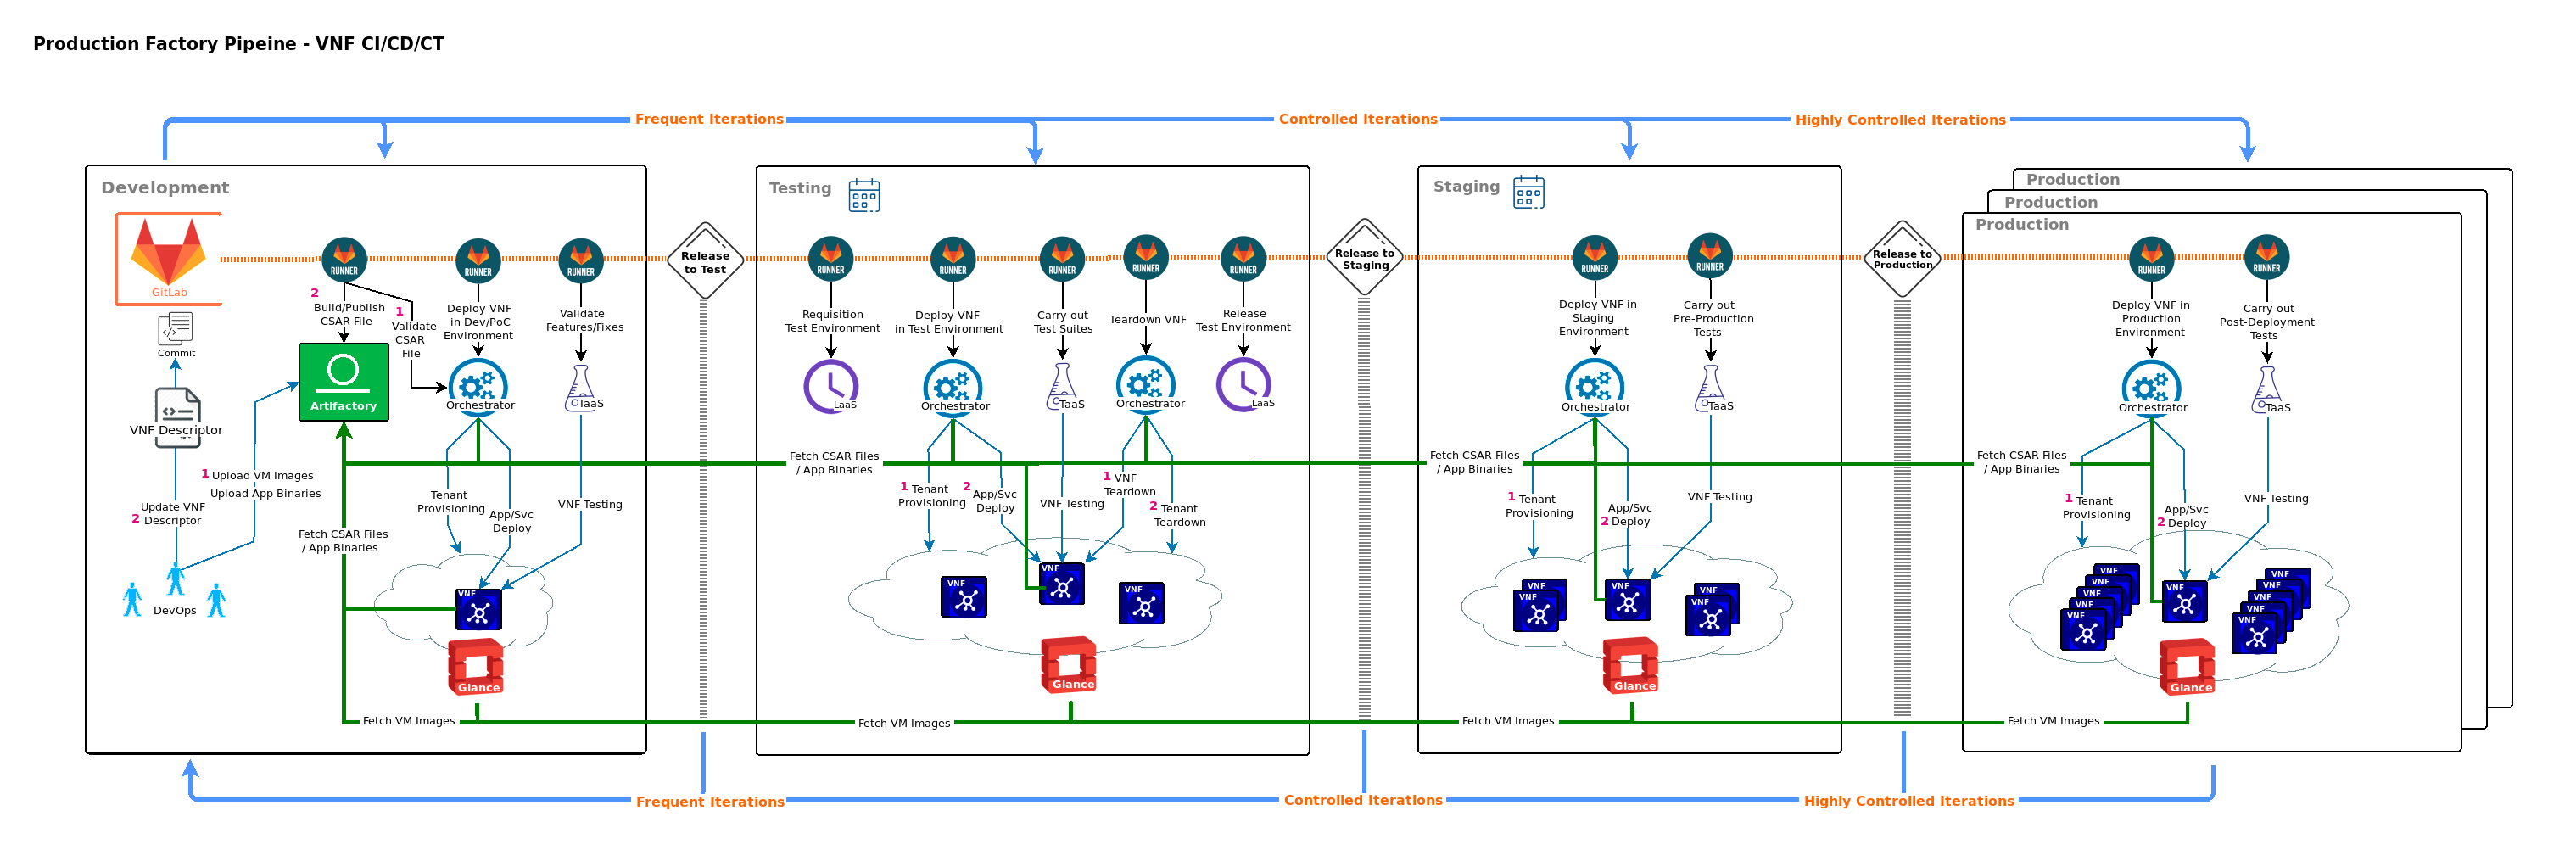 Production Factory Pipeine - VNF CI/CD/CT
Frequent Iterations
Controlled Iterations
Highly Controlled Iterations
Development
GitLab
Commit
VNF Descriptor
1 Upload VM Images
Upload App Binaries
Update VNF
2 Descriptor
DevOps
RUNNER
2
Build/Publish
CSAR File
1
Validate
CSAR
File
Artifactory
RUNNER
Deploy VNF
in Dev/PoC
Environment
Orchestrator
RUNNER
Validate
Features/Fixes
TaaS
Tenant
Provisioning
App/Svc
Deploy
VNF Testing
Fetch CSAR Files
/ App Binaries
VNF
Glance
Fetch VM Images
Release
to Test
Testing
RUNNER
Requisition
Test Environment
LaaS
RUNNER
Deploy VNF
in Test Environment
Orchestrator
RUNNER
Carry out
Test Suites
TaaS
RUNNER
Teardown VNF
Orchestrator
RUNNER
Release
Test Environment
LaaS
Fetch CSAR Files
/ App Binaries
1 Tenant
Provisioning
2
App/Svc
Deploy
VNF Testing
1 VNF
Teardown
2 Tenant
Teardown
VNF
VNF
VNF
Glance
Fetch VM Images
Release to
Staging
Staging
RUNNER
Deploy VNF in
Staging
Environment
Orchestrator
RUNNER
Carry out
Pre-Production
Tests
TaaS
Fetch CSAR Files
/ App Binaries
1 Tenant
Provisioning
App/Svc
2 Deploy
VNF Testing
VNF
VNF
VNF
VNF
VNF
Glance
Fetch VM Images
Release to
Production
Production
Production
Production
RUNNER
Deploy VNF in
Production
Environment
Orchestrator
RUNNER
Carry out
Post-Deployment
Tests
TaaS
Fetch CSAR Files
/ App Binaries
1 Tenant
Provisioning
App/Svc
2 Deploy
VNF Testing
VNF
VNF
VNF
VNF
VNF
VNF
VNF
VNF
VNF
Glance
Fetch VM Images
Frequent Iterations
Controlled Iterations
Highly Controlled Iterations